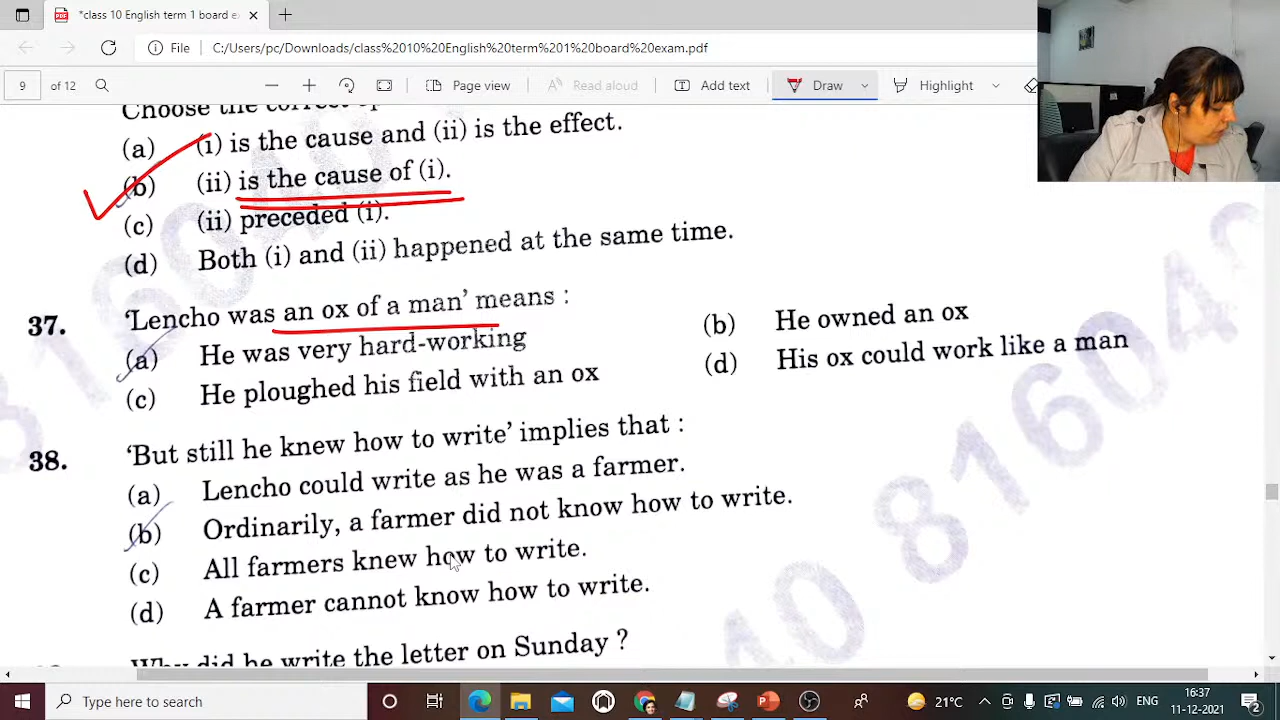 *class 10 English term 1 board e
File C:/Users/pc/Downloads/class%2010%20English%20term%201%20board%20exam.pdf
9 of 12 Page view Read aloud Add text Draw Highlight
Choose the correct
(a) (i) is the cause and (ii) is the effect.
(b) (ii) is the cause of (i).
(c) (ii) preceded (i).
(d) Both (i) and (ii) happened at the same time.
37. 'Lencho was an ox of a man' means :
(a) He was very hard-working
(b) He owned an ox
(c) He ploughed his field with an ox
(d) His ox could work like a man
38. 'But still he knew how to write' implies that :
(a) Lencho could write as he was a farmer.
(b) Ordinarily, a farmer did not know how to write.
(c) All farmers knew how to write.
(d) A farmer cannot know how to write.
Why did he write the letter on Sunday ?
81604
10 81604
Type here to search
21°C ENG 16:37
11-12-2021 2